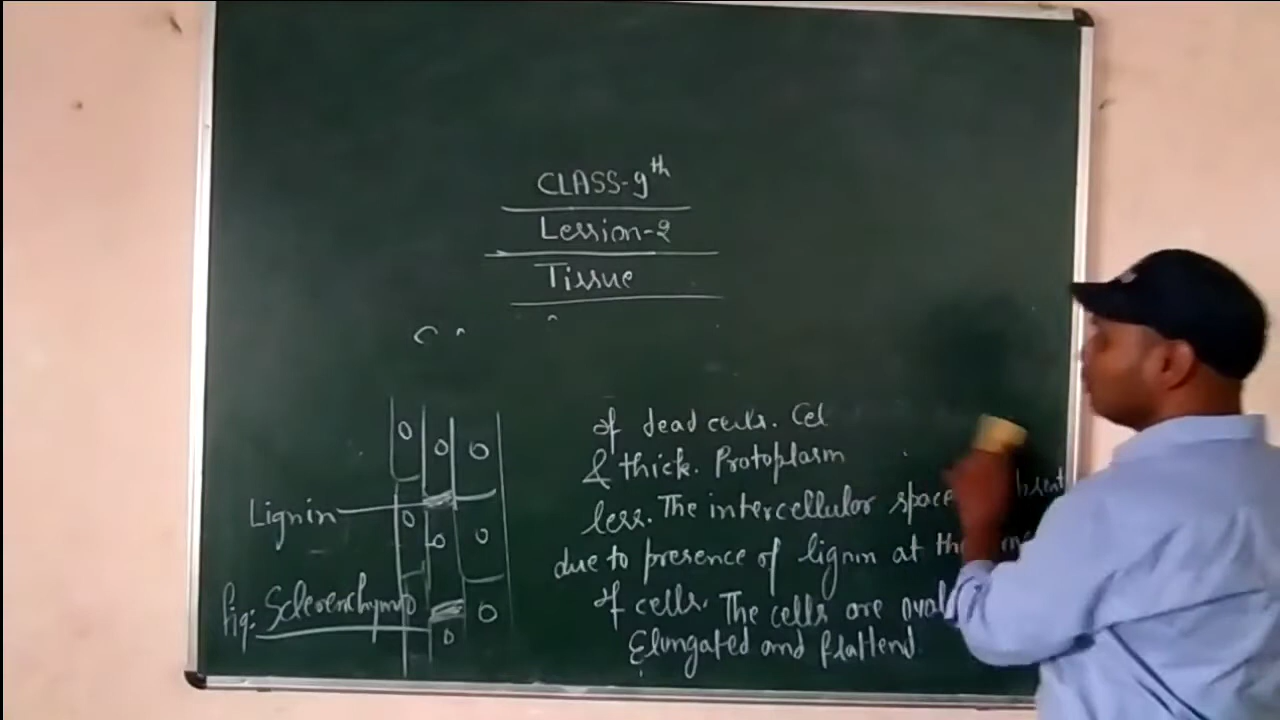 CLASS-9th
Lession-2
Tissue
of dead cells. Cel
& thick. Protoplasm
less. The intercellular space
due to presence of lignin at the
of cells. The cells are oval
Elongated and flattend
Lignin
fig: Sclerenchyma